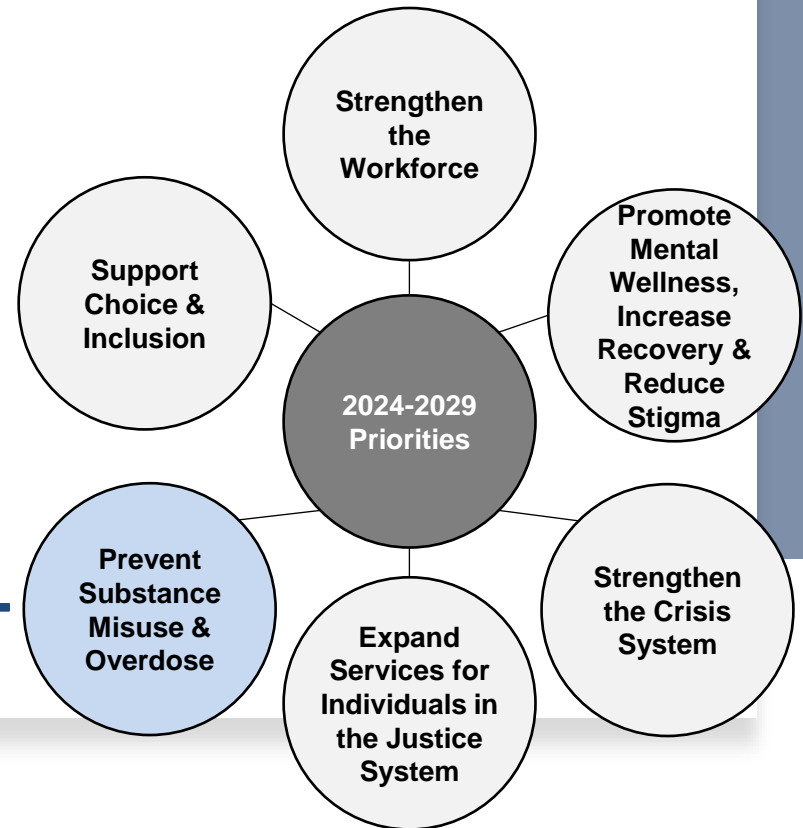 Strengthen
the
Workforce
Promote
Mental
Wellness,
Increase
Recovery &
Reduce
Stigma
Support
Choice &
Inclusion
2024-2029
Priorities
Prevent
Substance
Misuse &
Overdose
Strengthen
the Crisis
System
Expand
Services for
Individuals in
the Justice
System